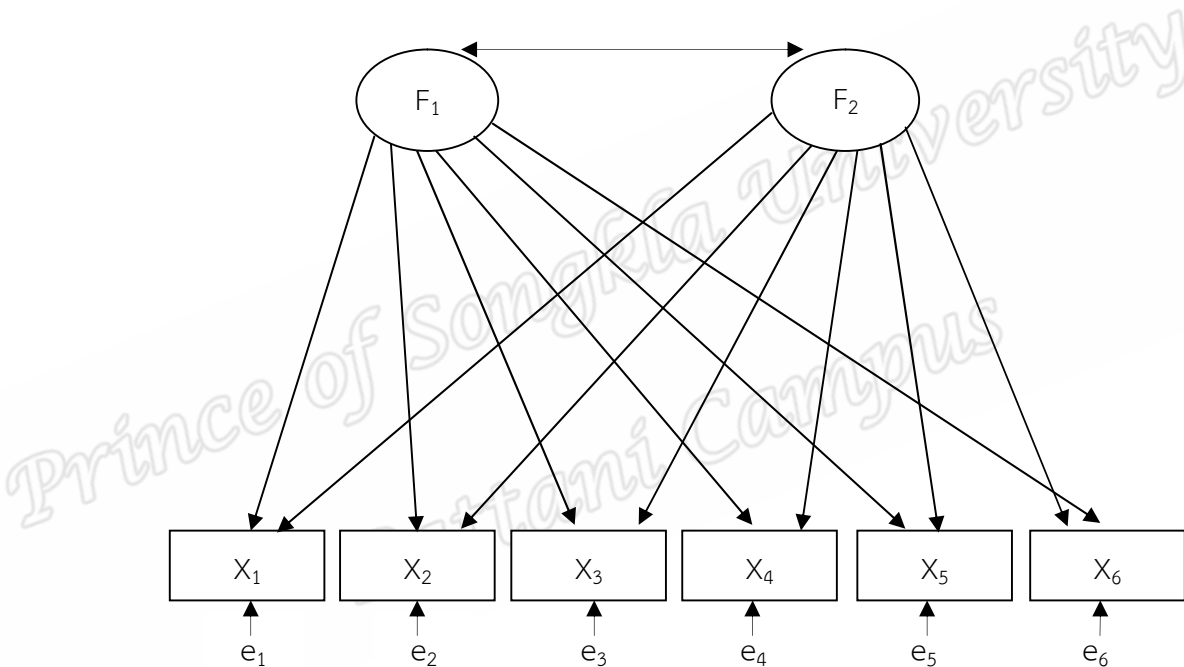 F₁ F₂
Prince of Songkla University
Pattani Campus
X₁ X₂ X₃ X₄ X₅ X₆
e₁ e₂ e₃ e₄ e₅ e₆